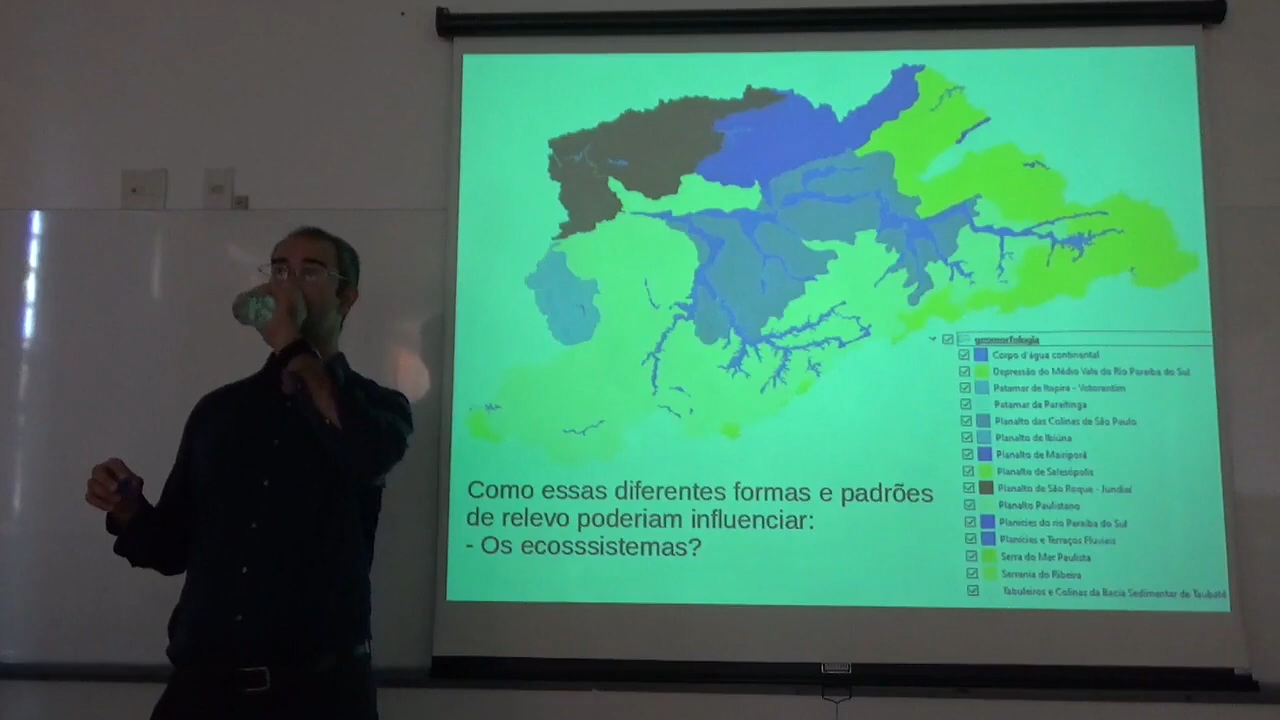 geomorfologia
Corpo d'água continental
Depressão do Médio Vale do Rio Paraíba do Sul
Patamar de Itapira - Votorantim
Patamar de Paraitinga
Planalto das Colinas de São Paulo
Planalto de Ibiúna
Planalto de Mairiporã
Planalto de Salesópolis
Planalto de São Roque - Jundiaí
Planalto Paulistano
Planícies do rio Paraíba do Sul
Planícies e Terraços Fluviais
Serra do Mar Paulista
Serrania do Ribeira
Tabuleiros e Colinas da Bacia Sedimentar de Taubaté
Como essas diferentes formas e padrões
de relevo poderiam influenciar:
- Os ecosssistemas?